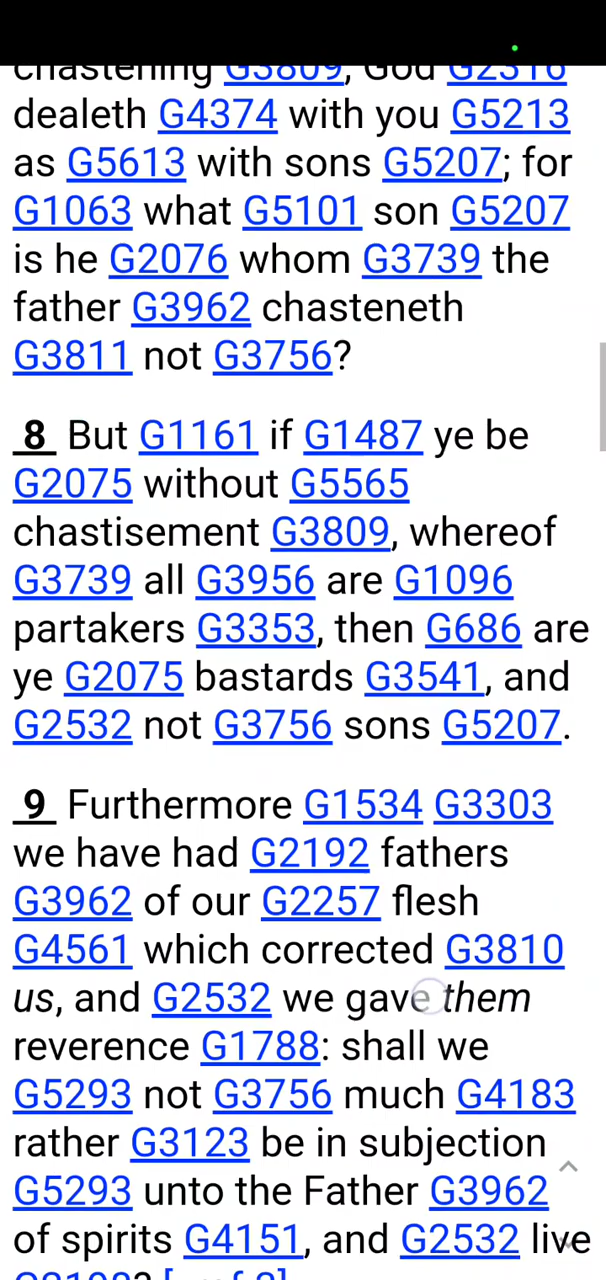 chastening G3809, God G2316
dealeth G4374 with you G5213
as G5613 with sons G5207; for
G1063 what G5101 son G5207
is he G2076 whom G3739 the
father G3962 chasteneth
G3811 not G3756?
8 But G1161 if G1487 ye be
G2075 without G5565
chastisement G3809, whereof
G3739 all G3956 are G1096
partakers G3353, then G686 are
ye G2075 bastards G3541, and
G2532 not G3756 sons G5207.
9 Furthermore G1534 G3303
we have had G2192 fathers
G3962 of our G2257 flesh
G4561 which corrected G3810
us, and G2532 we gave them
reverence G1788: shall we
G5293 not G3756 much G4183
rather G3123 be in subjection
G5293 unto the Father G3962
of spirits G4151, and G2532 live